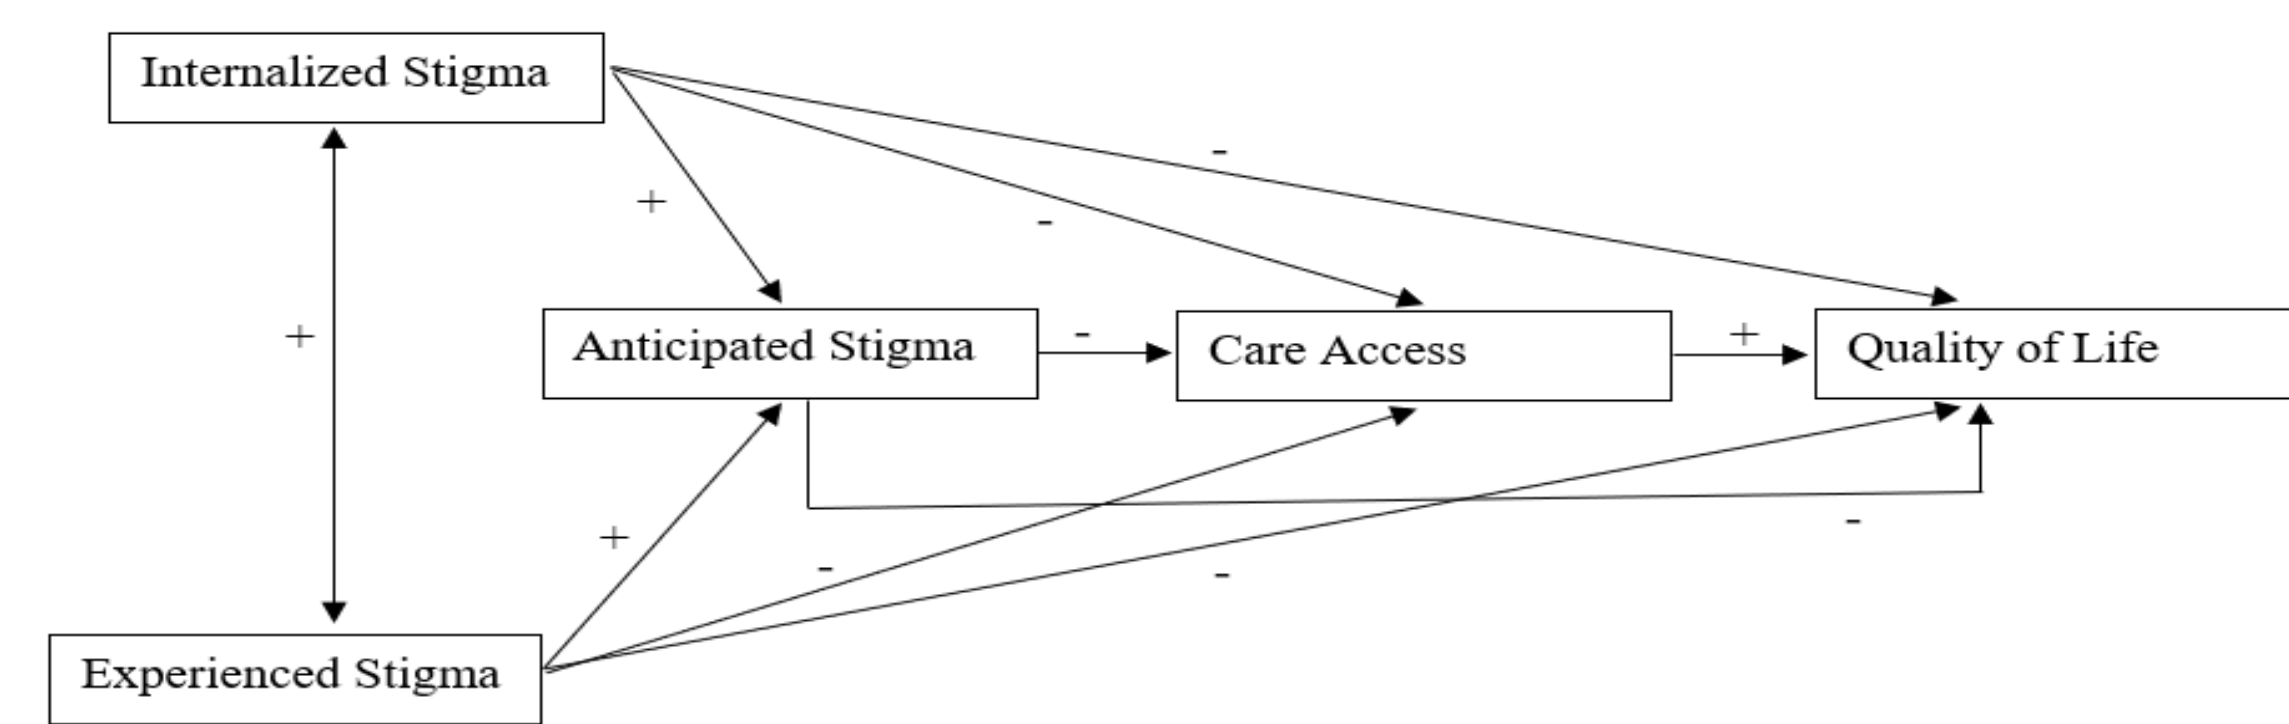 Internalized Stigma
-
+
-
+
Anticipated Stigma
-
Care Access
+
Quality of Life
-
+
-
-
Experienced Stigma